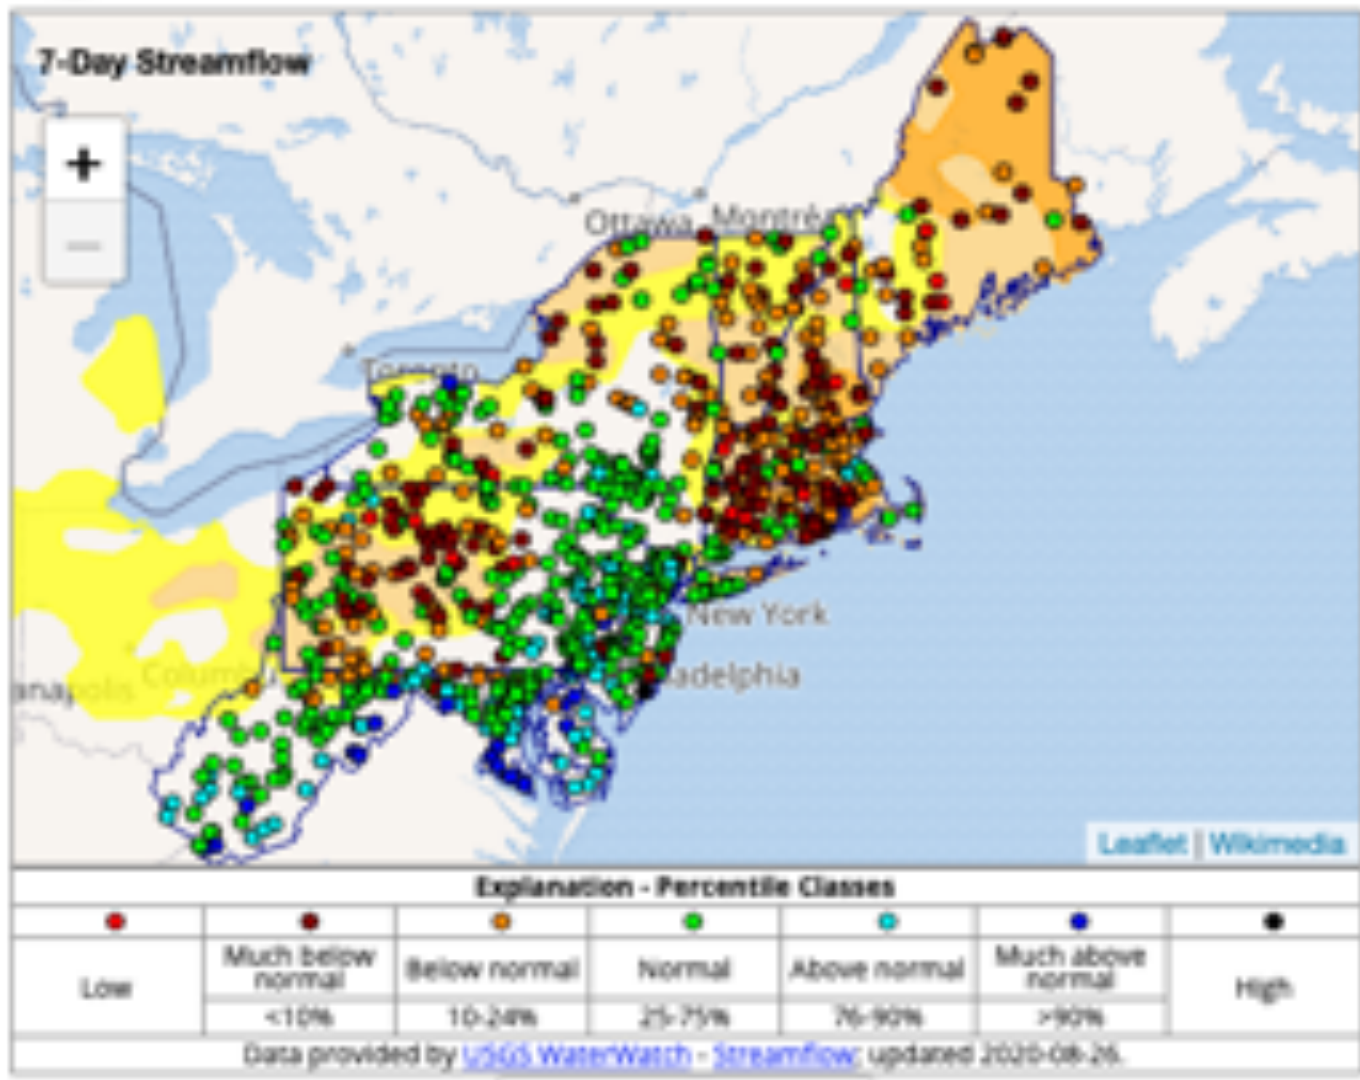 7-Day Streamflow
+
−
Ottawa
Montréa
Toronto
New York
adelphia
Columbu
anapolis
Leaflet | Wikimedia
Explanation - Percentile Classes
Low
Much below normal
<10%
Below normal
10-24%
Normal
25-75%
Above normal
76-90%
Much above normal
>90%
High
Data provided by USGS WaterWatch - Streamflow; updated 2020-08-26.